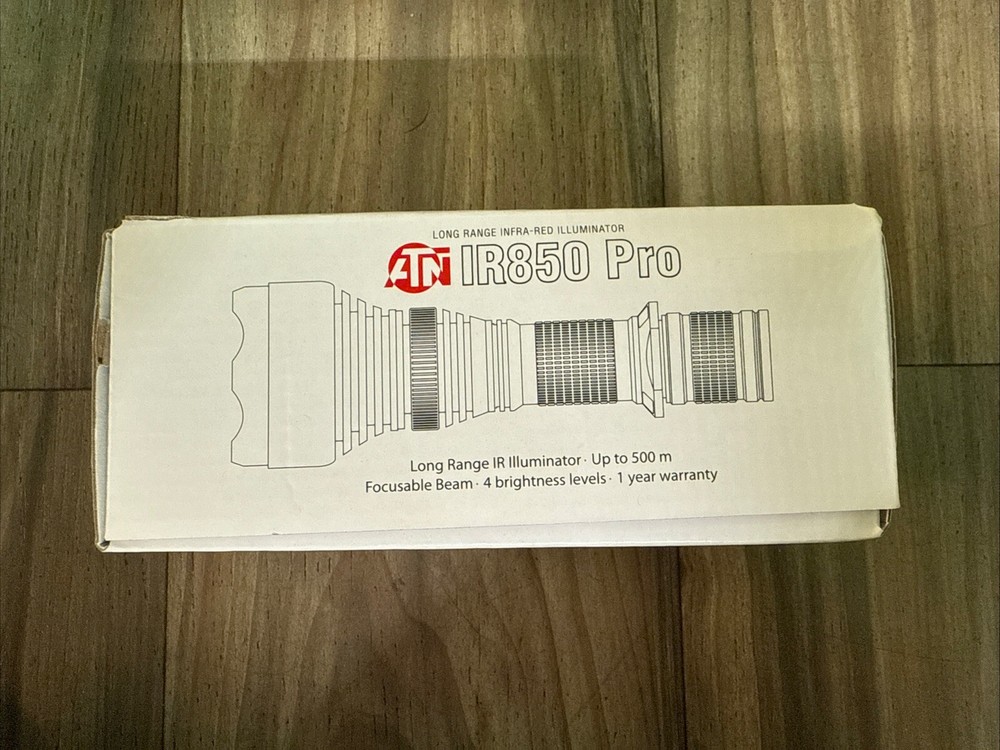 LONG RANGE INFRA-RED ILLUMINATOR
ATN IR850 Pro
Long Range IR Illuminator · Up to 500 m
Focusable Beam · 4 brightness levels · 1 year warranty